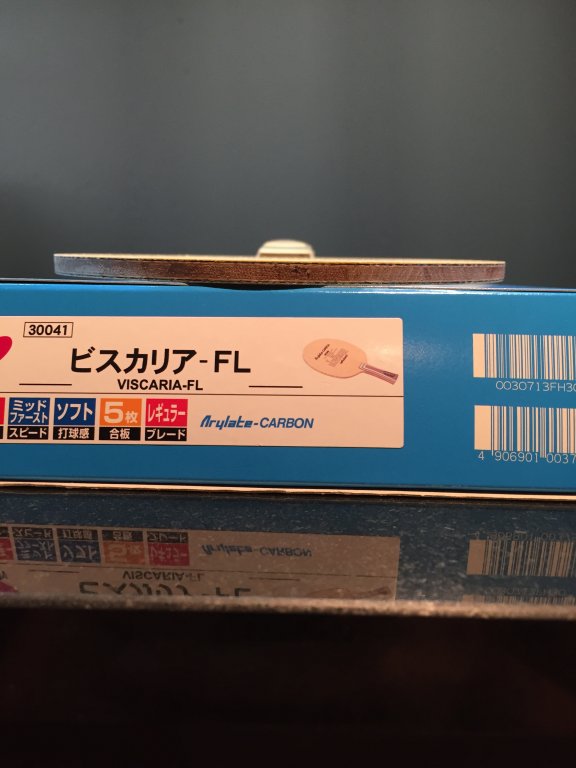 30041
ビスカリア-FL
VISCARIA-FL
ミッド
ファースト
スピード
ソフト
打球感
5枚
合板
レギュラー
ブレード
Arylate-CARBON
0030713FH30
4 906901 0037